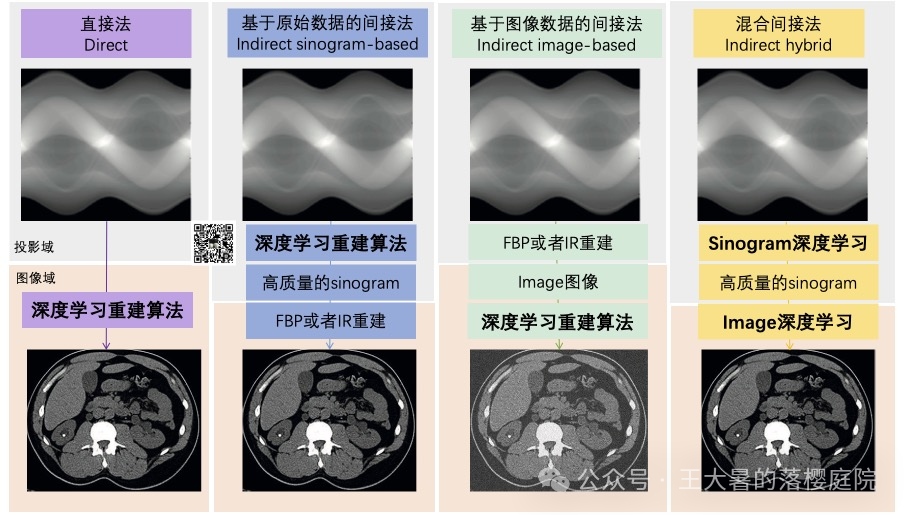 直接法
Direct
基于原始数据的间接法
Indirect sinogram-based
基于图像数据的间接法
Indirect image-based
混合间接法
Indirect hybrid
投影域
图像域
深度学习重建算法
深度学习重建算法
高质量的sinogram
FBP或者IR重建
FBP或者IR重建
Image图像
深度学习重建算法
Sinogram深度学习
高质量的sinogram
Image深度学习
公众号 · 王大暑的落樱庭院